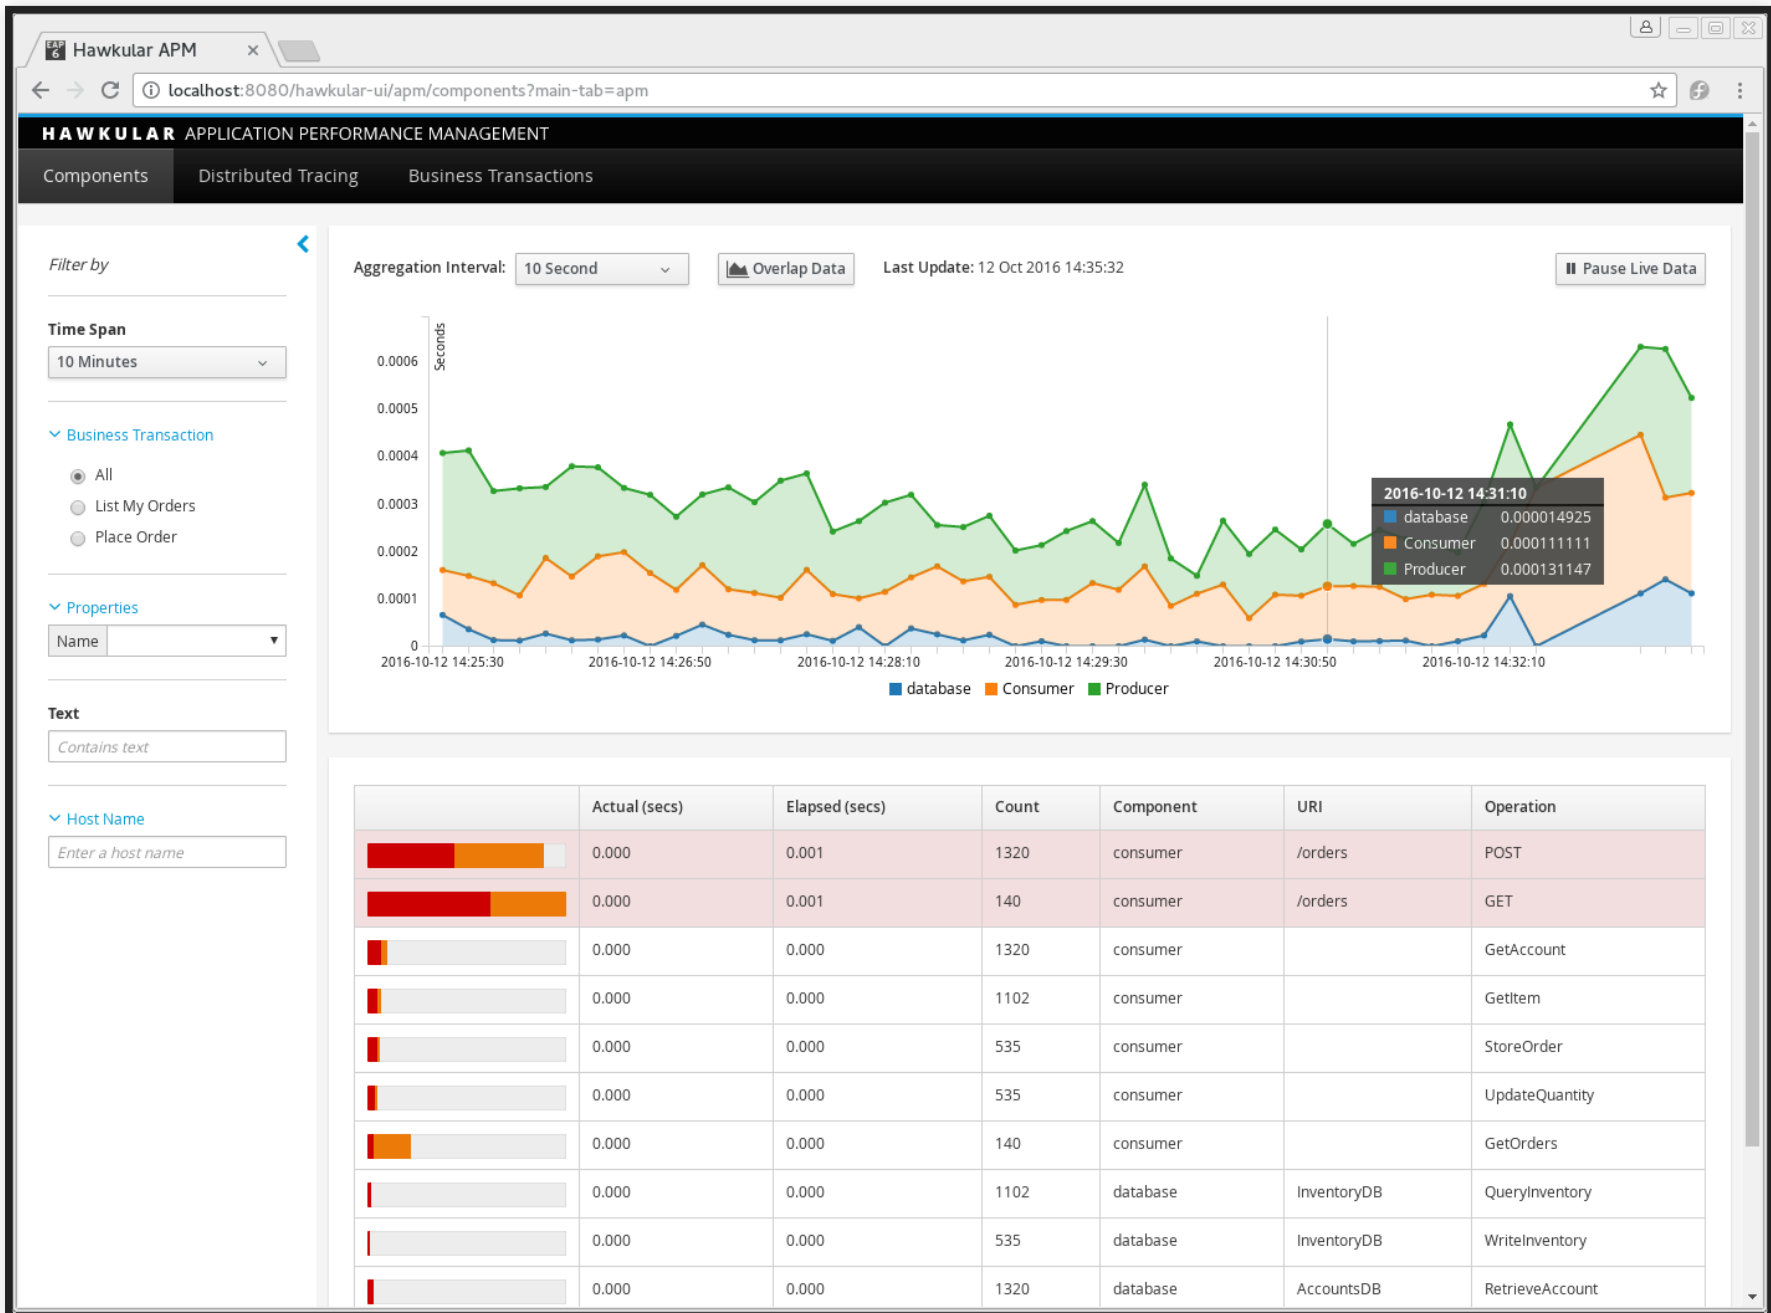 EAP
6
Hawkular APM
localhost:8080/hawkular-ui/apm/components?main-tab=apm
HAWKULAR APPLICATION PERFORMANCE MANAGEMENT
Components Distributed Tracing Business Transactions
Filter by
Time Span
10 Minutes
Business Transaction
All
List My Orders
Place Order
Properties
Name
Text
Contains text
Host Name
Enter a host name
Aggregation Interval: 10 Second Overlap Data Last Update: 12 Oct 2016 14:35:32 Pause Live Data
Seconds
0.0006
0.0005
0.0004
0.0003
0.0002
0.0001
0
2016-10-12 14:25:30 2016-10-12 14:26:50 2016-10-12 14:28:10 2016-10-12 14:29:30 2016-10-12 14:30:50 2016-10-12 14:32:10
2016-10-12 14:31:10
database 0.000014925
Consumer 0.000111111
Producer 0.000131147
database Consumer Producer
Actual (secs) Elapsed (secs) Count Component URI Operation
0.000 0.001 1320 consumer /orders POST
0.000 0.001 140 consumer /orders GET
0.000 0.000 1320 consumer GetAccount
0.000 0.000 1102 consumer GetItem
0.000 0.000 535 consumer StoreOrder
0.000 0.000 535 consumer UpdateQuantity
0.000 0.000 140 consumer GetOrders
0.000 0.000 1102 database InventoryDB QueryInventory
0.000 0.000 535 database InventoryDB WriteInventory
0.000 0.000 1320 database AccountsDB RetrieveAccount